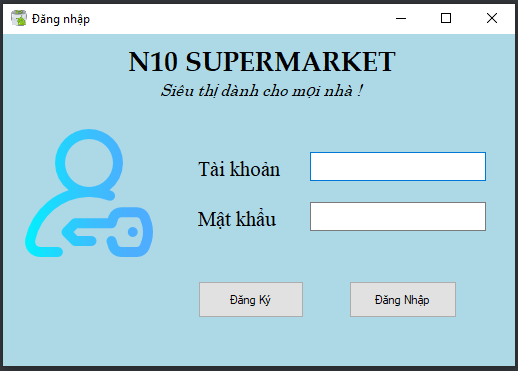 Đăng nhập
N10 SUPERMARKET
Siêu thị dành cho mọi nhà !
Tài khoản
Mật khẩu
Đăng Ký
Đăng Nhập